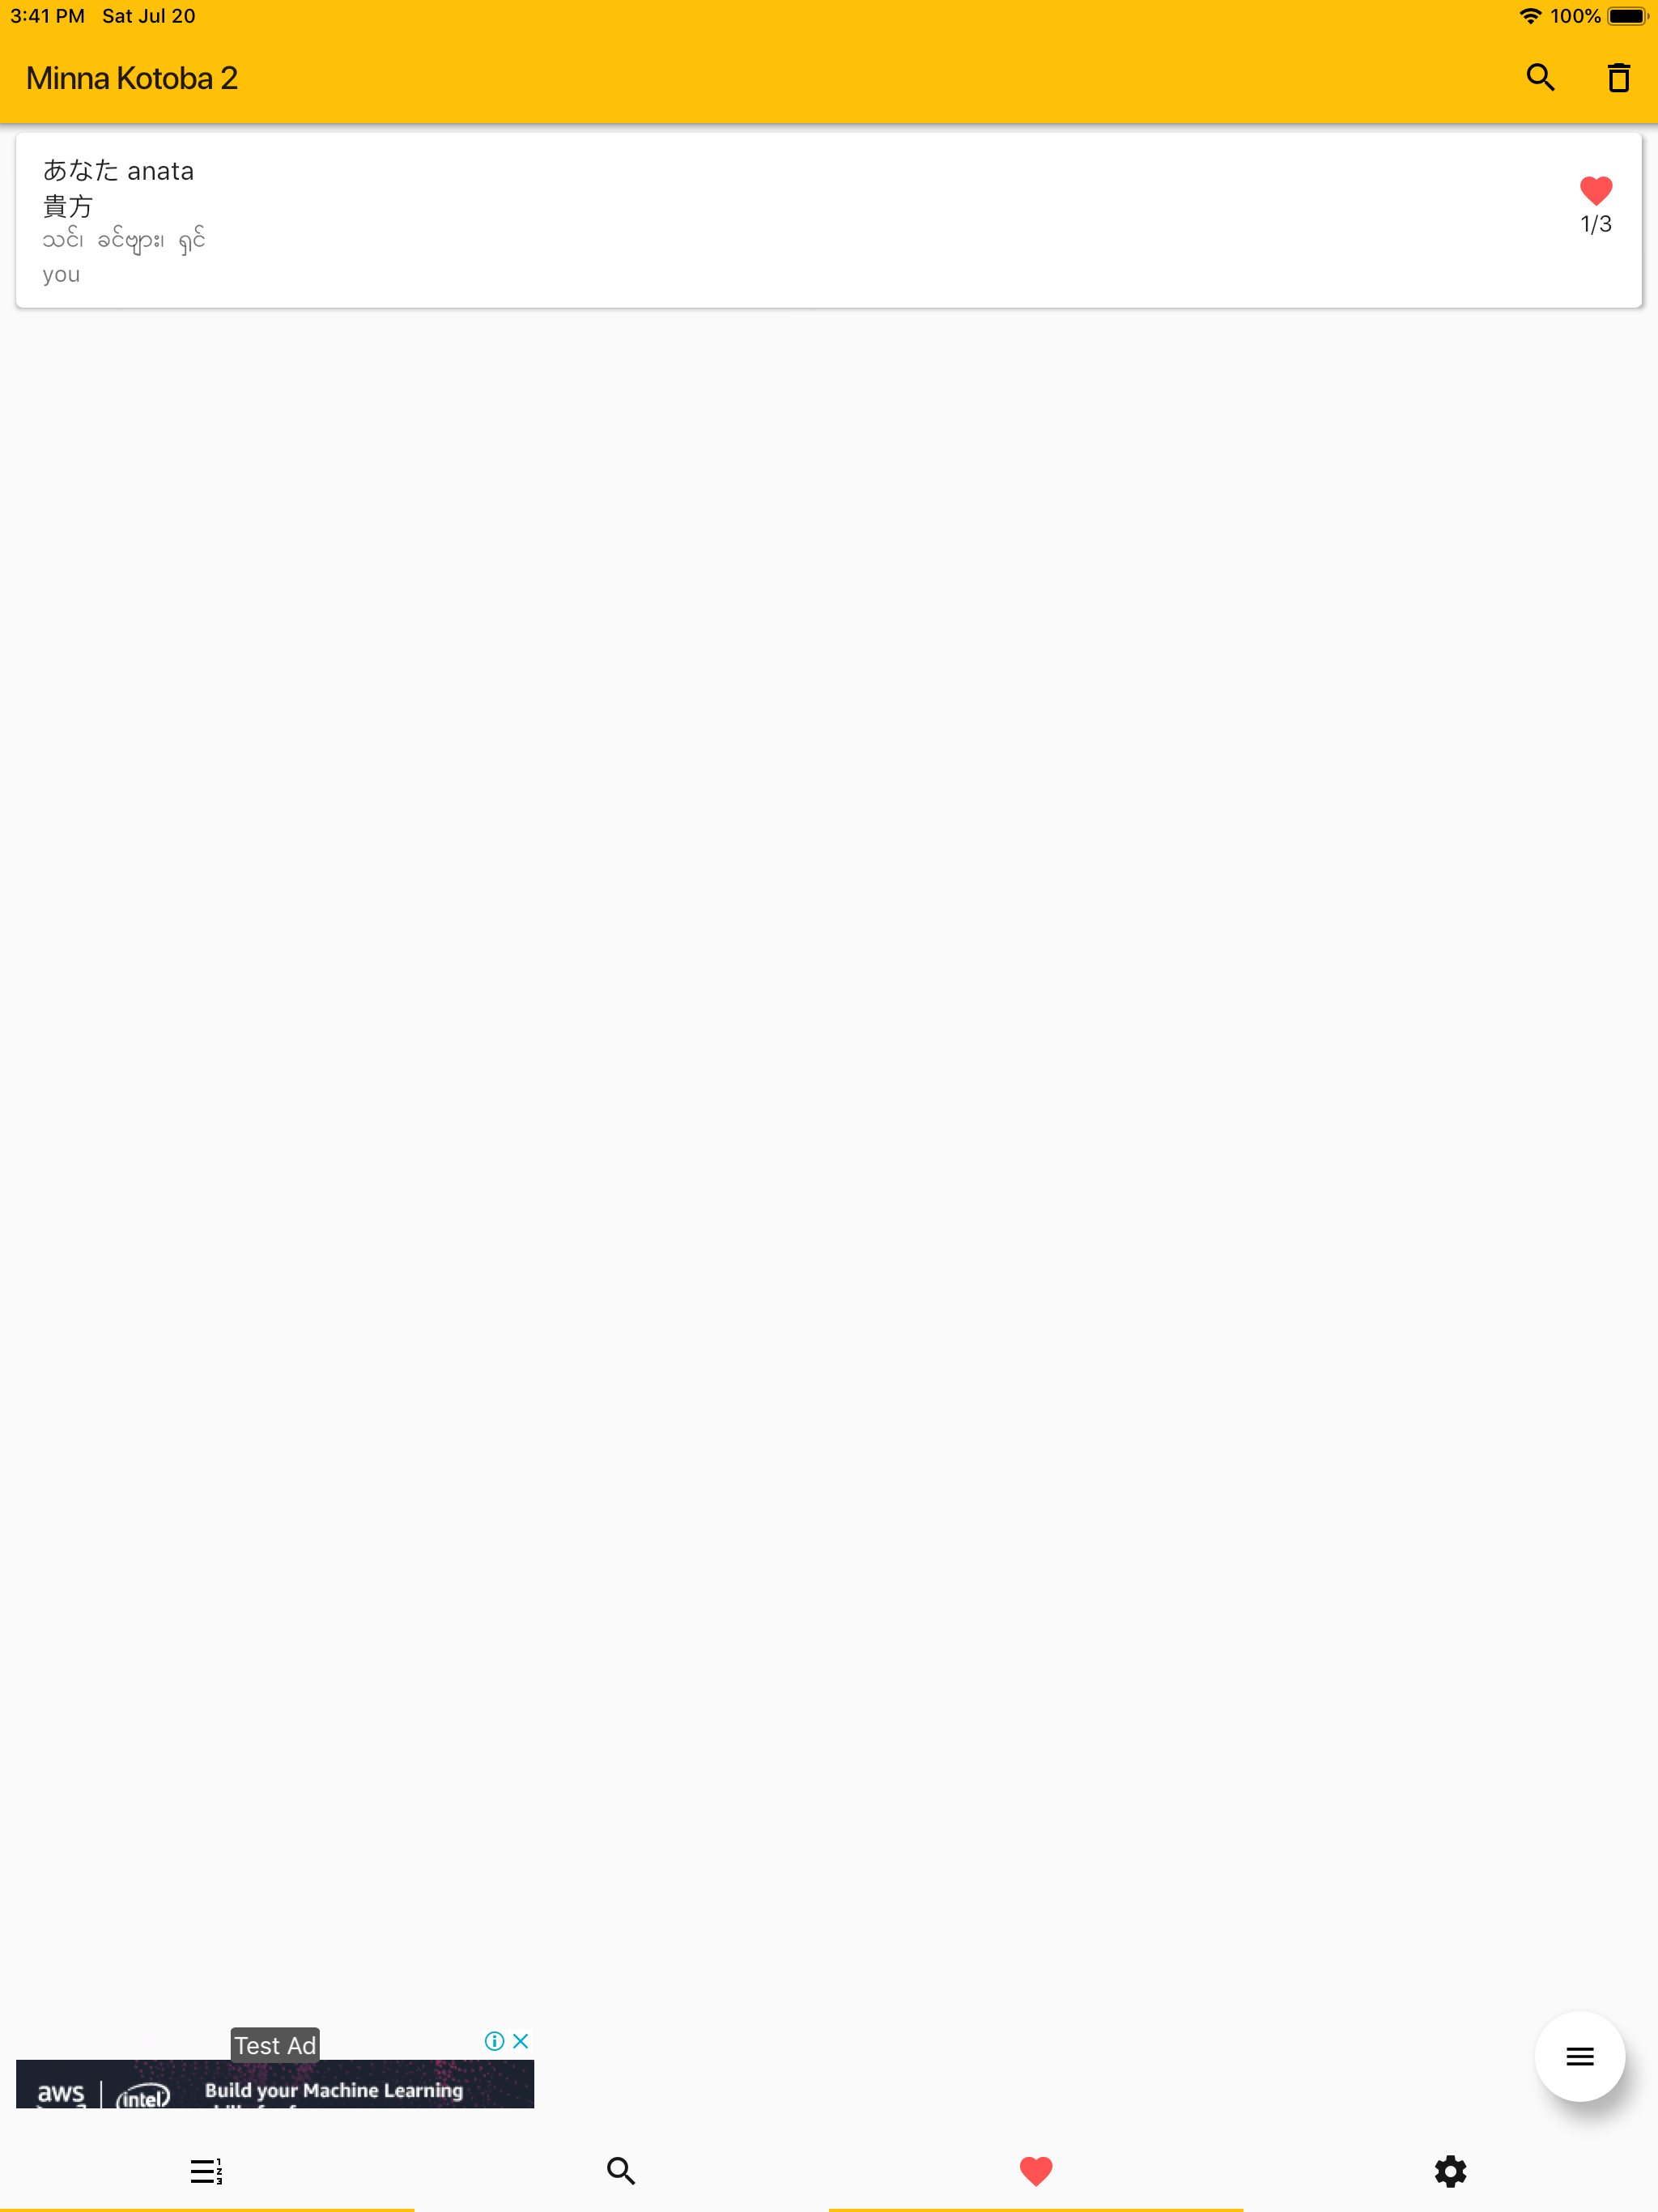 3:41 PM Sat Jul 20
100%
Minna Kotoba 2
あなた anata
貴方
သင်၊ ခင်ဗျား၊ ရှင်
you
1/3
Test Ad
aws
intel
Build your Machine Learning